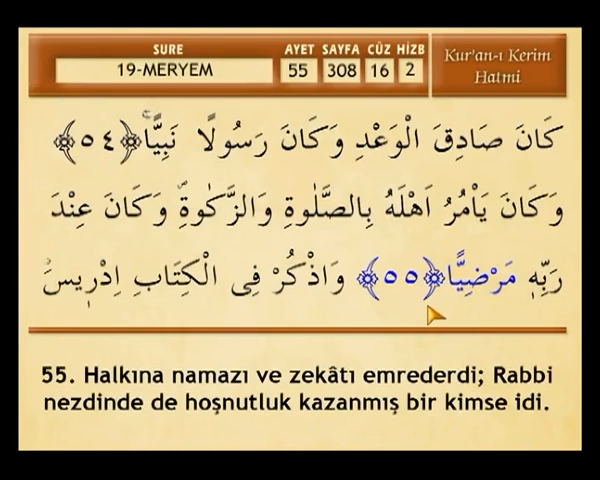 SURE AYET SAYFA CÜZ HİZB
19-MERYEM 55 308 16 2
Kur'an-ı Kerim
Hatmi
كَانَ صَادِقَ الْوَعْدِ وَكَانَ رَسُولًا نَبِيًّاۚ ﴿٥٤﴾
وَكَانَ يَأْمُرُ اَهْلَهُ بِالصَّلٰوةِ وَالزَّكٰوةِۖ وَكَانَ عِنْدَ
رَبِّه۪ مَرْضِيًّا ﴿٥٥﴾ وَاذْكُرْ فِى الْكِتَابِ اِدْر۪يسَۘ
55. Halkına namazı ve zekâtı emrederdi; Rabbi
nezdinde de hoşnutluk kazanmış bir kimse idi.